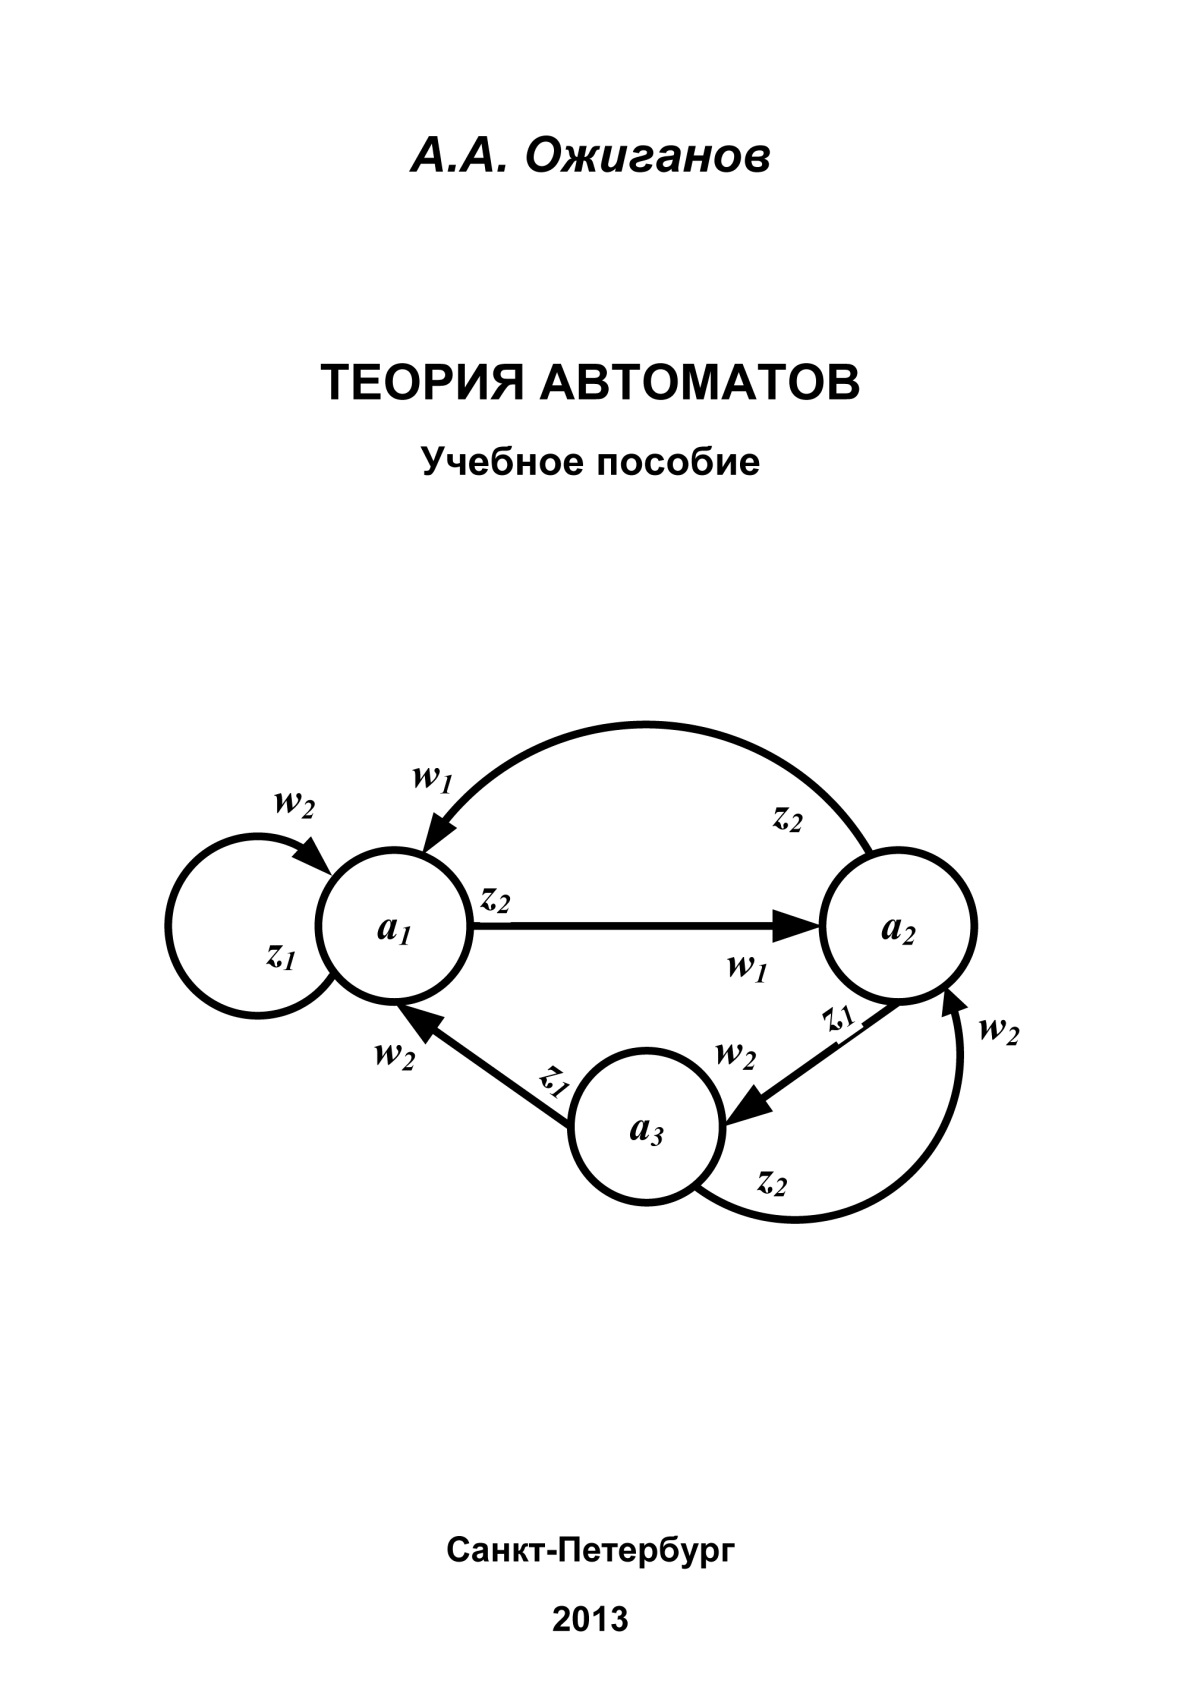 А.А. Ожиганов
ТЕОРИЯ АВТОМАТОВ
Учебное пособие
w1
w2
z2
z2
a1
a2
z1
w1
z1
w2
w2
w2
z1
a3
z2
Санкт-Петербург
2013